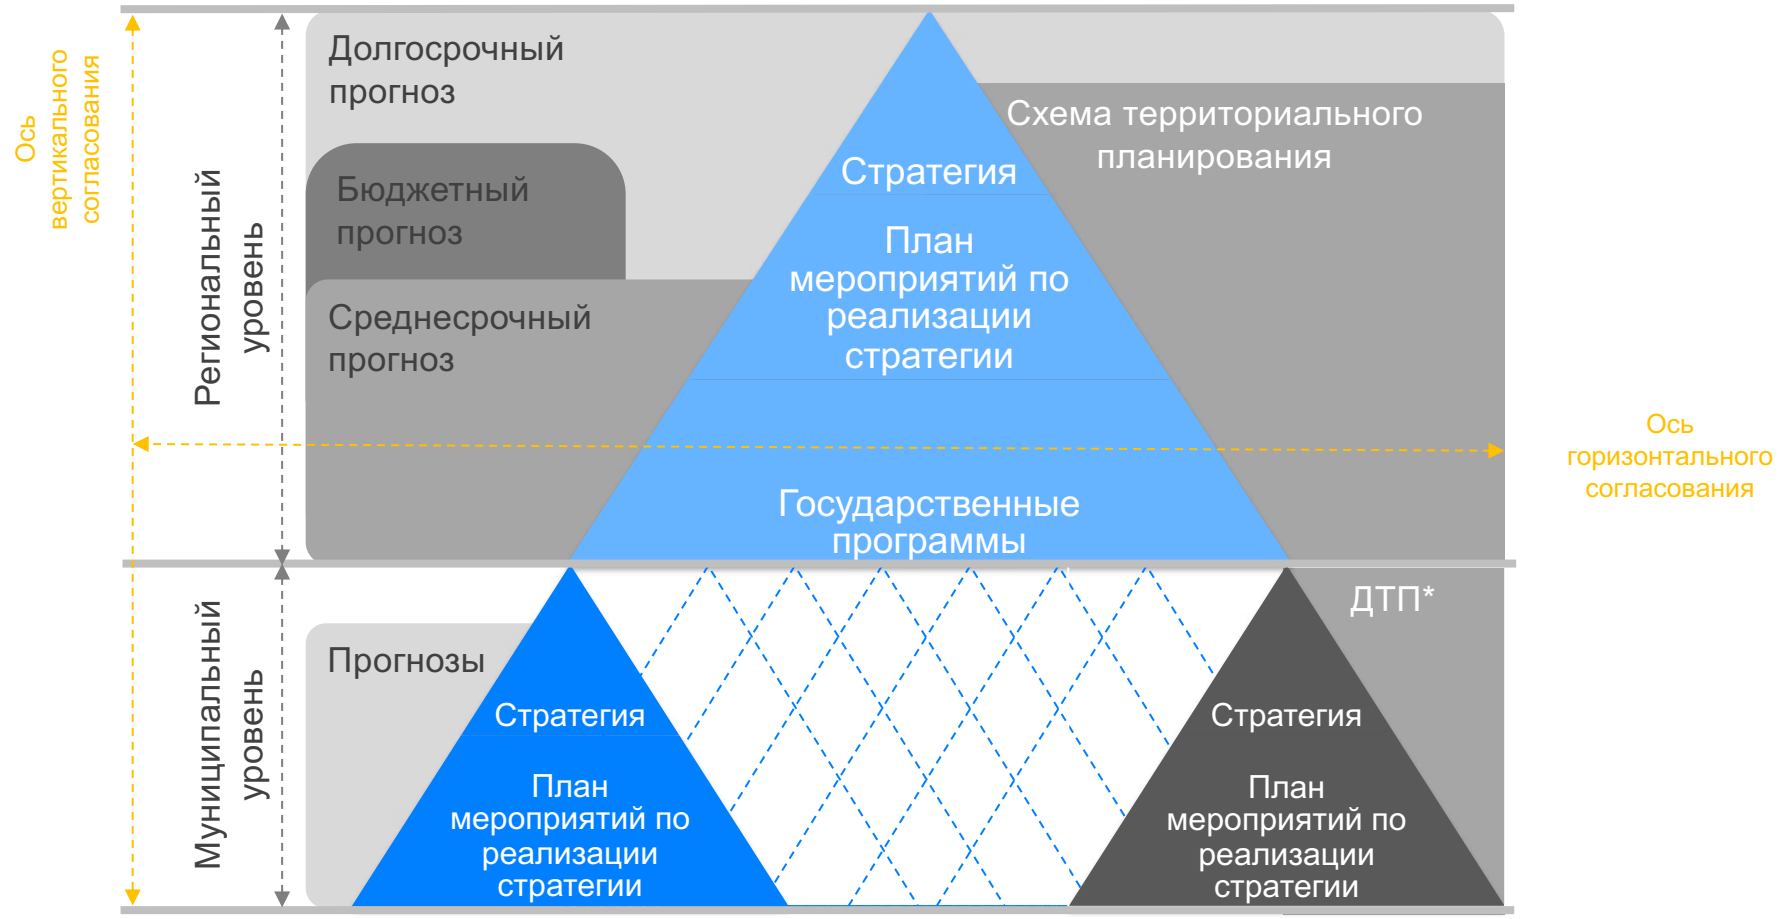 Ось
вертикального
согласования
Региональный
уровень
Долгосрочный
прогноз
Бюджетный
прогноз
Среднесрочный
прогноз
Стратегия
План
мероприятий по
реализации
стратегии
Государственные
программы
Схема территориального
планирования
Ось
горизонтального
согласования
Муниципальный
уровень
Прогнозы
Стратегия
План
мероприятий по
реализации
стратегии
ДТП*
Стратегия
План
мероприятий по
реализации
стратегии